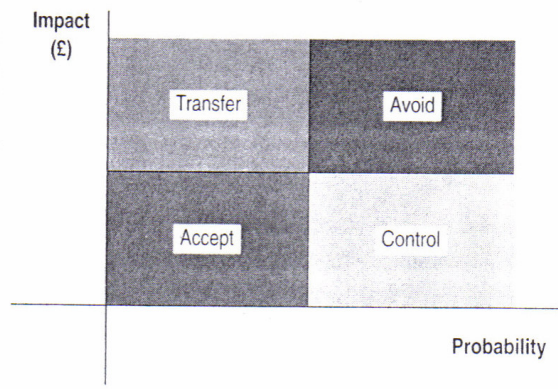 Impact
(£)
Transfer
Avoid
Accept
Control
Probability